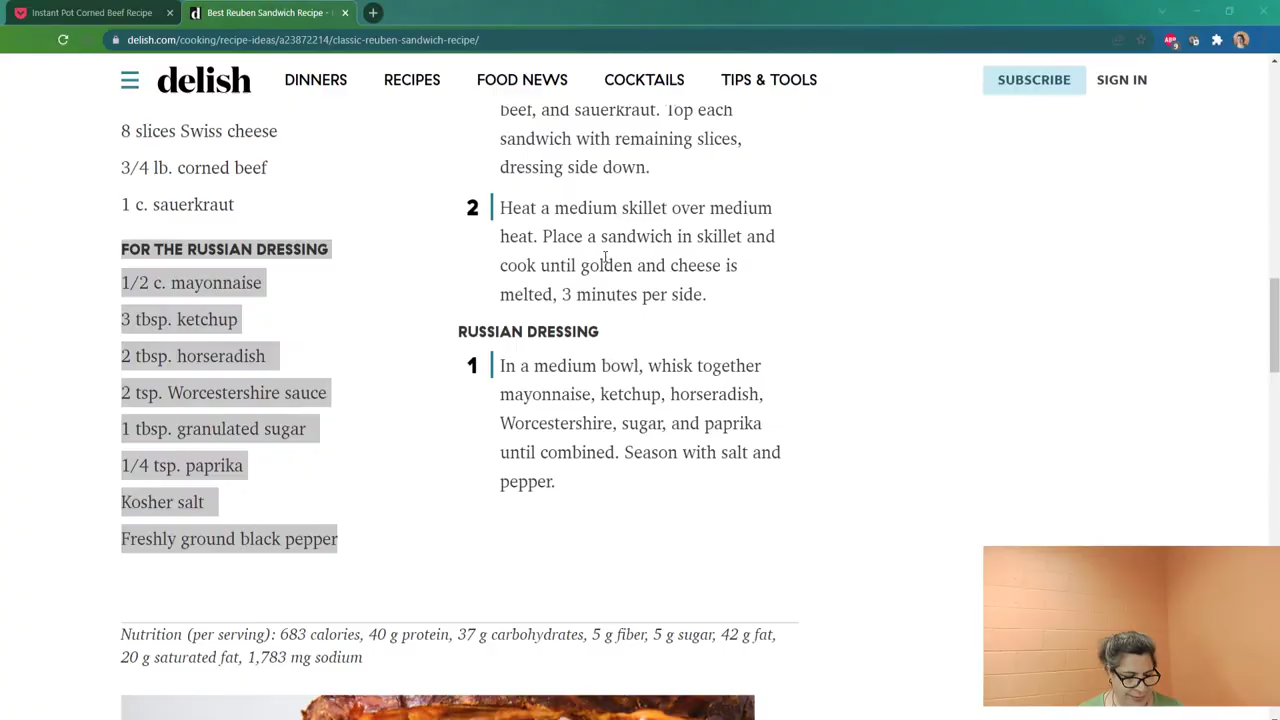 Instant Pot Corned Beef Recipe
Best Reuben Sandwich Recipe -
delish.com/cooking/recipe-ideas/a23872214/classic-reuben-sandwich-recipe/
delish DINNERS RECIPES FOOD NEWS COCKTAILS TIPS & TOOLS SUBSCRIBE SIGN IN
8 slices Swiss cheese
3/4 lb. corned beef
1 c. sauerkraut
FOR THE RUSSIAN DRESSING
1/2 c. mayonnaise
3 tbsp. ketchup
2 tbsp. horseradish
2 tsp. Worcestershire sauce
1 tbsp. granulated sugar
1/4 tsp. paprika
Kosher salt
Freshly ground black pepper
beef, and sauerkraut. Top each
sandwich with remaining slices,
dressing side down.
2 Heat a medium skillet over medium
heat. Place a sandwich in skillet and
cook until golden and cheese is
melted, 3 minutes per side.
RUSSIAN DRESSING
1 In a medium bowl, whisk together
mayonnaise, ketchup, horseradish,
Worcestershire, sugar, and paprika
until combined. Season with salt and
pepper.
Nutrition (per serving): 683 calories, 40 g protein, 37 g carbohydrates, 5 g fiber, 5 g sugar, 42 g fat,
20 g saturated fat, 1,783 mg sodium